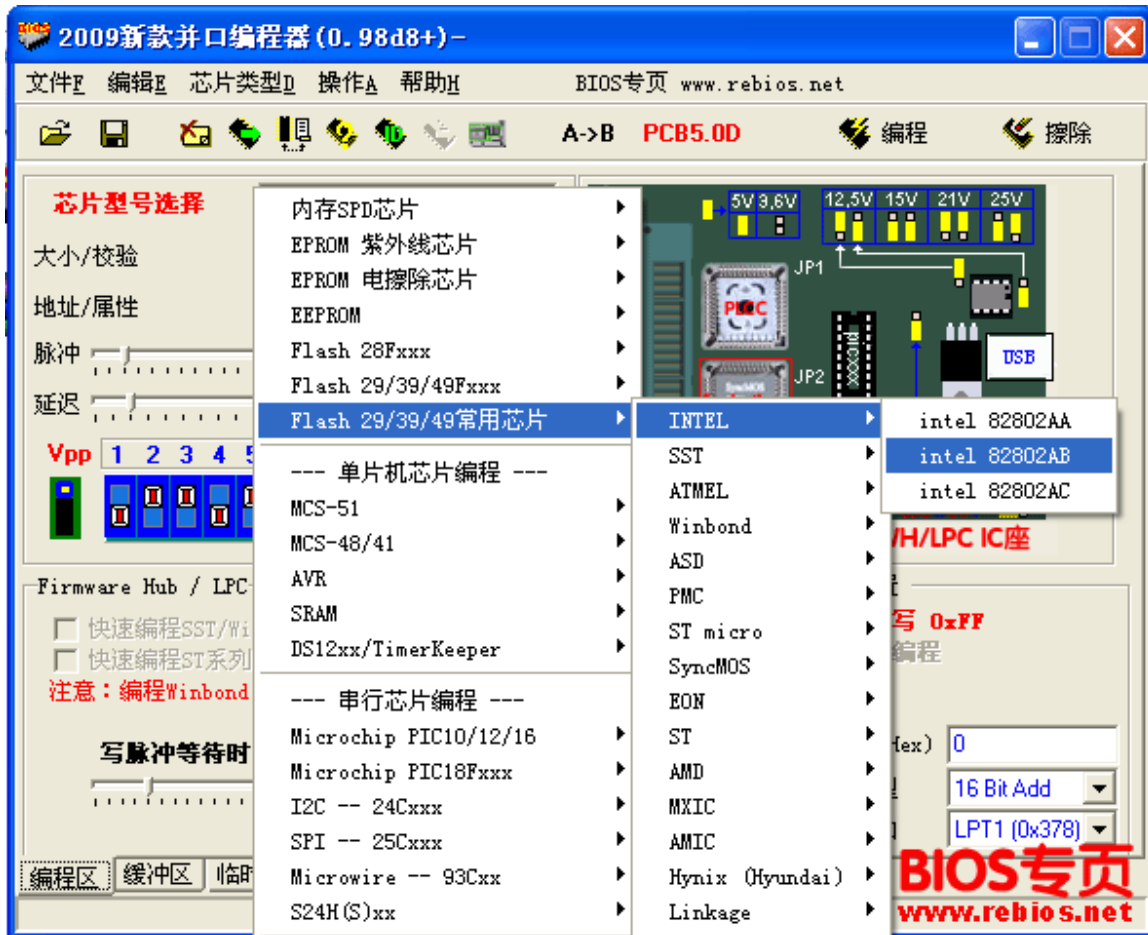 2009新款并口编程器(0.98d8+)-
文件F 编辑E 芯片类型D 操作A 帮助H BIOS专页 www.rebios.net
A->B PCB5.0D 编程 擦除
芯片型号选择
大小/校验
地址/属性
脉冲
延迟
Vpp 1 2 3 4
Firmware Hub / LPC
快速编程SST/Wi
快速编程ST系列
注意：编程Winbond
写脉冲等待时
编程区 缓冲区 临时
内存SPD芯片
EPROM 紫外线芯片
EPROM 电擦除芯片
EEPROM
Flash 28Fxxx
Flash 29/39/49Fxxx
Flash 29/39/49常用芯片
--- 单片机芯片编程 ---
MCS-51
MCS-48/41
AVR
SRAM
DS12xx/TimerKeeper
--- 串行芯片编程 ---
Microchip PIC10/12/16
Microchip PIC18Fxxx
I2C -- 24Cxxx
SPI -- 25Cxxx
Microwire -- 93Cxx
S24H(S)xx
INTEL
SST
ATMEL
Winbond
ASD
PMC
ST micro
SyncMOS
EON
ST
AMD
MXIC
AMIC
Hynix (Hyundai)
Linkage
intel 82802AA
intel 82802AB
intel 82802AC
5V 3,6V 12,5V 15V 21V 25V
JP1
PLCC
JP2
SyncMOS
picxxx
USB
WH/LPC IC座
写 0xFF
编程
Hex) 0
16 Bit Add
LPT1 (0x378)
BIOS专页
www.rebios.net